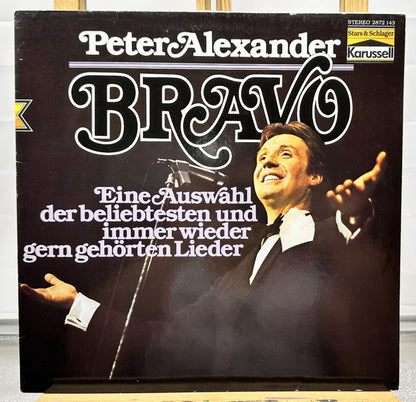 STEREO 2872 143
Stars & Schlager
Karussell
Peter Alexander
BRAVO
Eine Auswahl
der beliebtesten und
immer wieder
gern gehörten Lieder